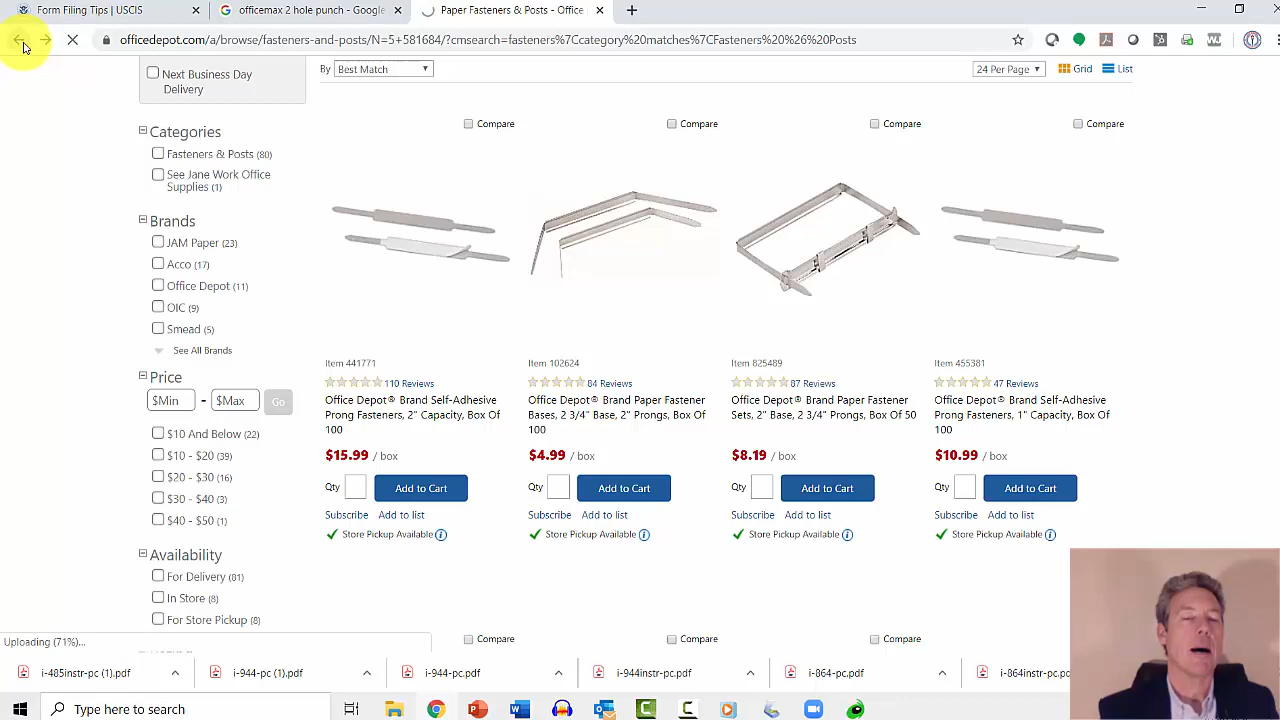 Form Filing Tips | USCIS
officemax 2 hole punch - Google
Paper Fasteners & Posts - Office
officedepot.com/a/browse/fasteners-and-posts/N=5+581684/?cmsearch=fasteners%7Ccategory%20matches%7CFasteners%20%26%20Posts
Next Business Day
Delivery
By Best Match
24 Per Page
Grid
List
Compare
Compare
Compare
Compare
Categories
Fasteners & Posts (80)
See Jane Work Office
Supplies (1)
Brands
JAM Paper (23)
Acco (17)
Office Depot (11)
OIC (9)
Smead (5)
See All Brands
Price
$Min - $Max Go
$10 And Below (22)
$10 - $20 (39)
$20 - $30 (16)
$30 - $40 (3)
$40 - $50 (1)
Availability
For Delivery (81)
In Store (8)
For Store Pickup (8)
Item 441771
110 Reviews
Office Depot® Brand Self-Adhesive
Prong Fasteners, 2" Capacity, Box Of
100
$15.99 / box
Qty Add to Cart
Subscribe Add to list
Store Pickup Available
Item 102624
84 Reviews
Office Depot® Brand Paper Fastener
Bases, 2 3/4" Base, 2" Prongs, Box Of
100
$4.99 / box
Qty Add to Cart
Subscribe Add to list
Store Pickup Available
Item 825489
87 Reviews
Office Depot® Brand Paper Fastener
Sets, 2" Base, 2 3/4" Prongs, Box Of 50
$8.19 / box
Qty Add to Cart
Subscribe Add to list
Store Pickup Available
Item 455381
47 Reviews
Office Depot® Brand Self-Adhesive
Prong Fasteners, 1" Capacity, Box Of
100
$10.99 / box
Qty Add to Cart
Subscribe Add to list
Store Pickup Available
Compare
Compare
Compare
Uploading (71%)...
i-485instr-pc (1).pdf
i-944-pc (1).pdf
i-944-pc.pdf
i-944instr-pc.pdf
i-864-pc.pdf
i-864instr-pc.pdf
Type here to search